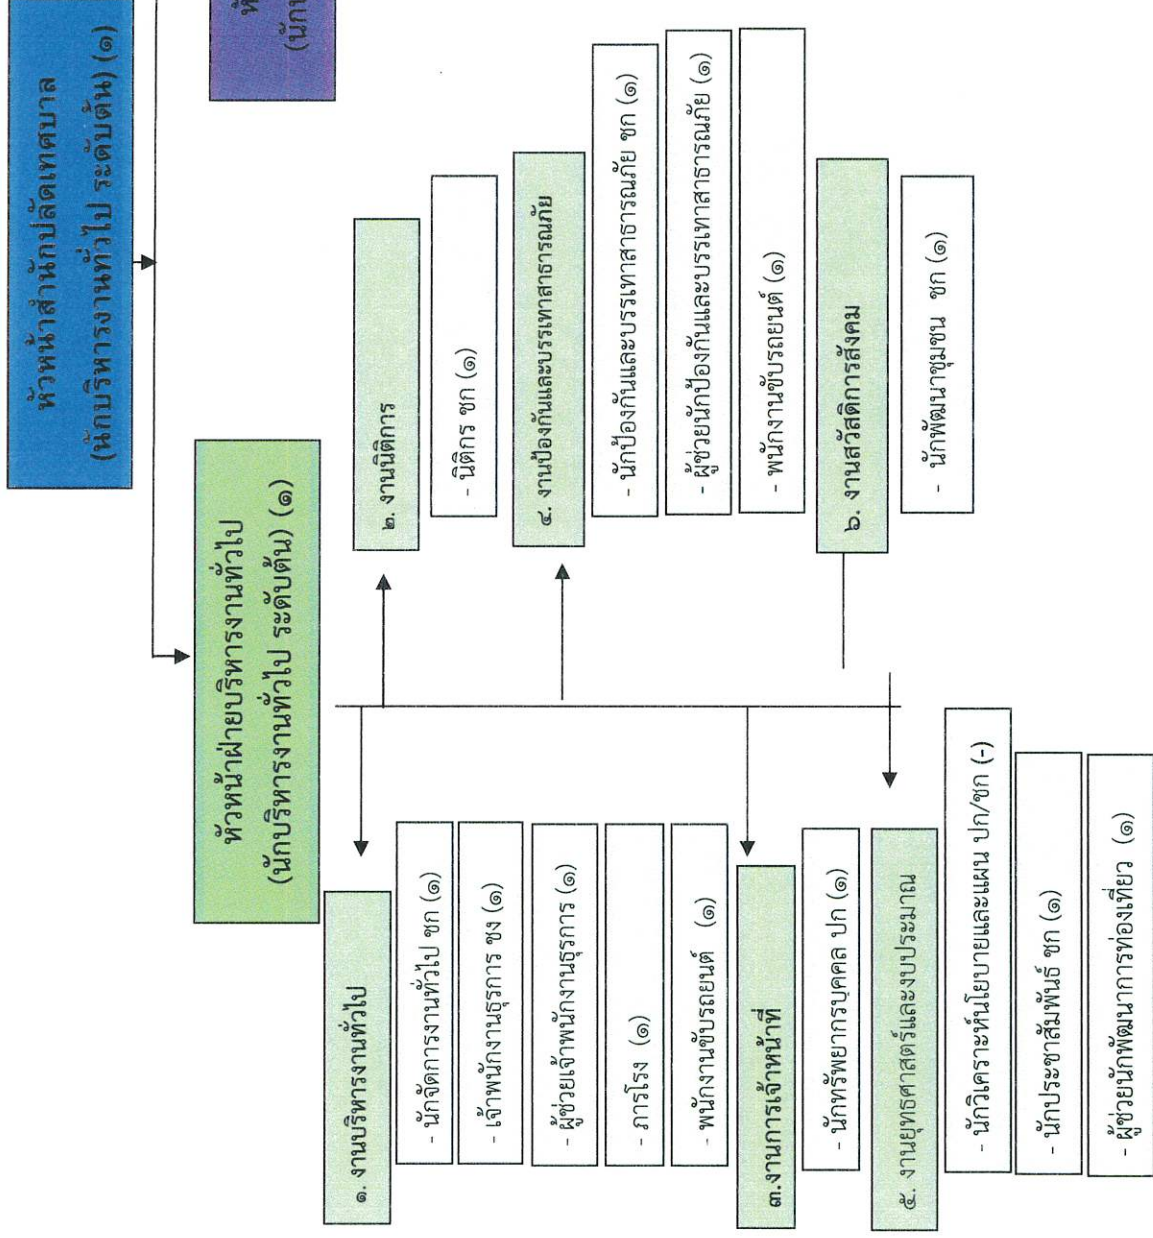 หัวหน้าสำนักปลัดเทศบาล
(นักบริหารงานทั่วไป ระดับต้น) (๑)
หัวหน้าฝ่ายบริหารงานทั่วไป
(นักบริหารงานทั่วไป ระดับต้น) (๑)
๑. งานบริหารงานทั่วไป
- นักจัดการงานทั่วไป ชก (๑)
- เจ้าพนักงานธุรการ ชง (๑)
- ผู้ช่วยเจ้าพนักงานธุรการ (๑)
- ภารโรง (๑)
- พนักงานขับรถยนต์ (๑)
๒. งานนิติการ
- นิติกร ชก (๑)
๓.งานการเจ้าหน้าที่
- นักทรัพยากรบุคคล ปก (๑)
๔. งานป้องกันและบรรเทาสาธารณภัย
- นักป้องกันและบรรเทาสาธารณภัย ชก (๑)
- ผู้ช่วยนักป้องกันและบรรเทาสาธารณภัย (๑)
- พนักงานขับรถยนต์ (๑)
๕. งานยุทธศาสตร์และงบประมาณ
- นักวิเคราะห์นโยบายและแผน ปก/ชก (-)
- นักประชาสัมพันธ์ ชก (๑)
- ผู้ช่วยนักพัฒนาการท่องเที่ยว (๑)
๖. งานสวัสดิการสังคม
- นักพัฒนาชุมชน ชก (๑)